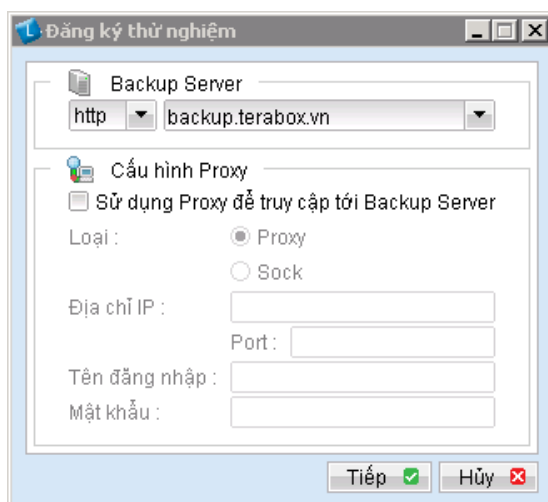 Đăng ký thử nghiệm
Backup Server
http backup.terabox.vn
Cấu hình Proxy
Sử dụng Proxy để truy cập tới Backup Server
Loại : Proxy
Sock
Địa chỉ IP :
Port :
Tên đăng nhập :
Mật khẩu :
Tiếp Hủy